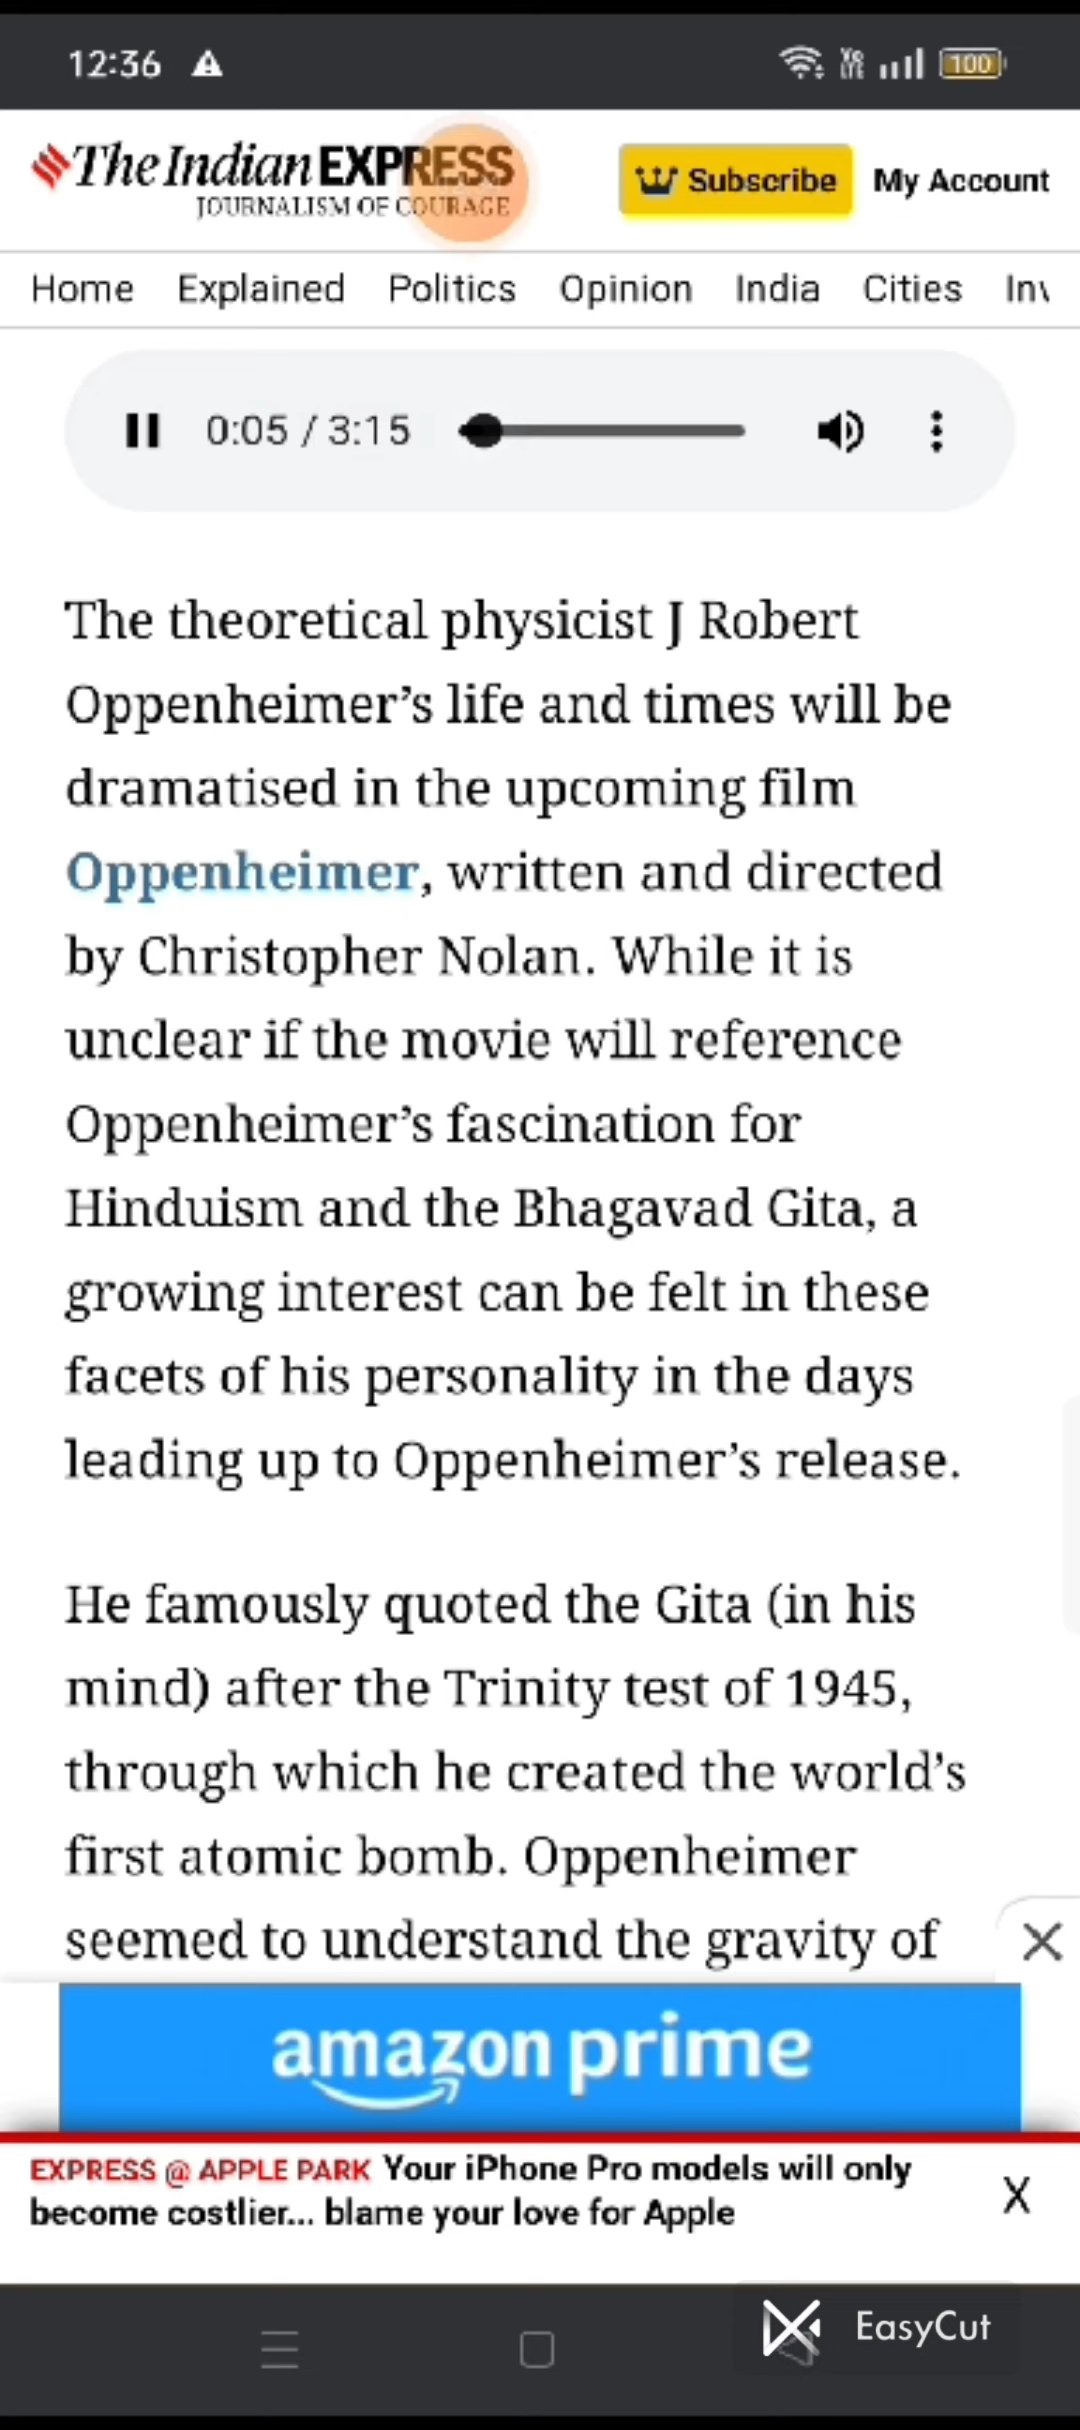 12:36
VoLTE
100
The Indian EXPRESS
JOURNALISM OF COURAGE
Subscribe
My Account
Home Explained Politics Opinion India Cities Inv
0:05 / 3:15
The theoretical physicist J Robert
Oppenheimer’s life and times will be
dramatised in the upcoming film
Oppenheimer, written and directed
by Christopher Nolan. While it is
unclear if the movie will reference
Oppenheimer’s fascination for
Hinduism and the Bhagavad Gita, a
growing interest can be felt in these
facets of his personality in the days
leading up to Oppenheimer’s release.
He famously quoted the Gita (in his
mind) after the Trinity test of 1945,
through which he created the world’s
first atomic bomb. Oppenheimer
seemed to understand the gravity of
amazon prime
EXPRESS @ APPLE PARK Your iPhone Pro models will only
become costlier... blame your love for Apple
X
EasyCut